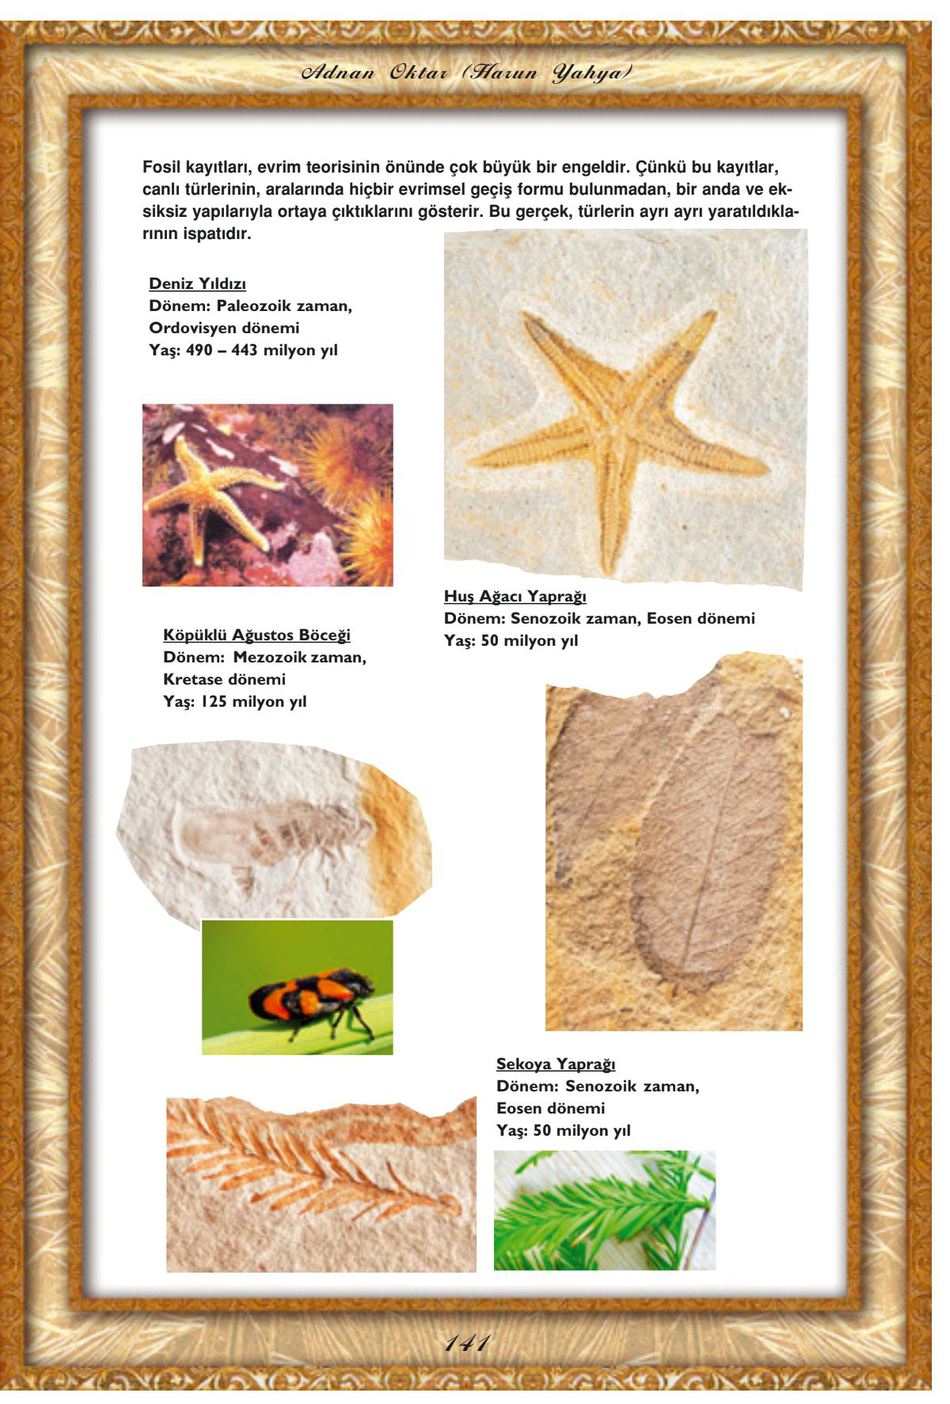 Adnan Oktar (Harun Yahya)
Fosil kayıtları, evrim teorisinin önünde çok büyük bir engeldir. Çünkü bu kayıtlar,
canlı türlerinin, aralarında hiçbir evrimsel geçiş formu bulunmadan, bir anda ve ek-
siksiz yapılarıyla ortaya çıktıklarını gösterir. Bu gerçek, türlerin ayrı ayrı yaratıldıkla-
rının ispatıdır.
Deniz Yıldızı
Dönem: Paleozoik zaman,
Ordovisyen dönemi
Yaş: 490 – 443 milyon yıl
Huş Ağacı Yaprağı
Dönem: Senozoik zaman, Eosen dönemi
Yaş: 50 milyon yıl
Köpüklü Ağustos Böceği
Dönem: Mezozoik zaman,
Kretase dönemi
Yaş: 125 milyon yıl
Sekoya Yaprağı
Dönem: Senozoik zaman,
Eosen dönemi
Yaş: 50 milyon yıl
141